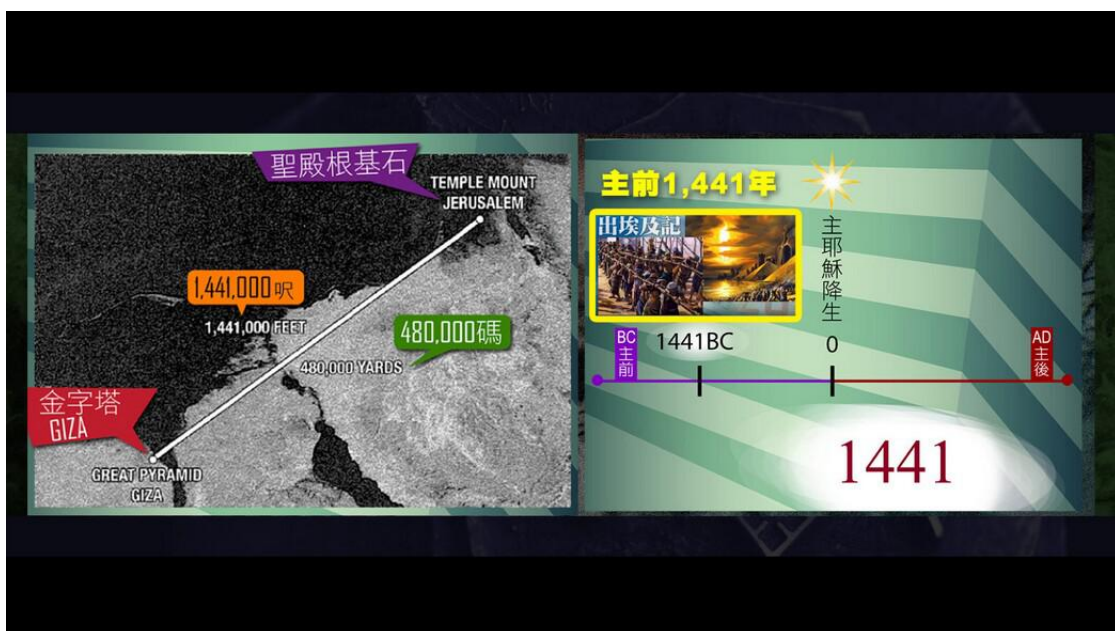 聖殿根基石
TEMPLE MOUNT
JERUSALEM
1,441,000呎
1,441,000 FEET
480,000碼
480,000 YARDS
金字塔
GIZA
GREAT PYRAMID
GIZA
主前1,441年
出埃及記
主耶穌降生
BC
主前
1441BC
0
AD
主後
1441